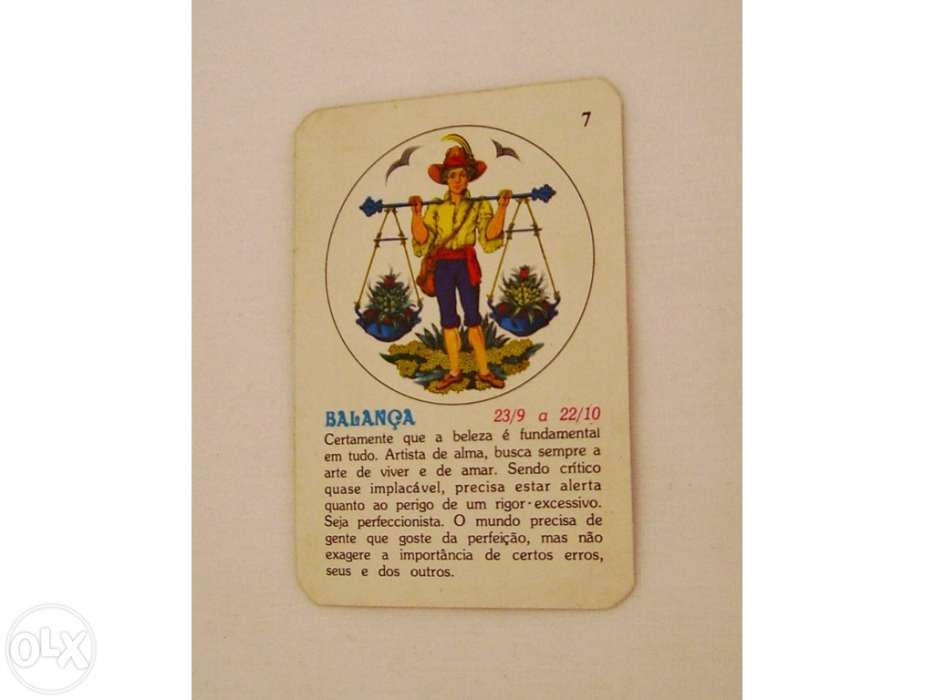 7
BALANÇA 23/9 a 22/10
Certamente que a beleza é fundamental
em tudo. Artista de alma, busca sempre a
arte de viver e de amar. Sendo crítico
quase implacável, precisa estar alerta
quanto ao perigo de um rigor·excessivo.
Seja perfeccionista. O mundo precisa de
gente que goste da perfeição, mas não
exagere a importância de certos erros,
seus e dos outros.
OLX